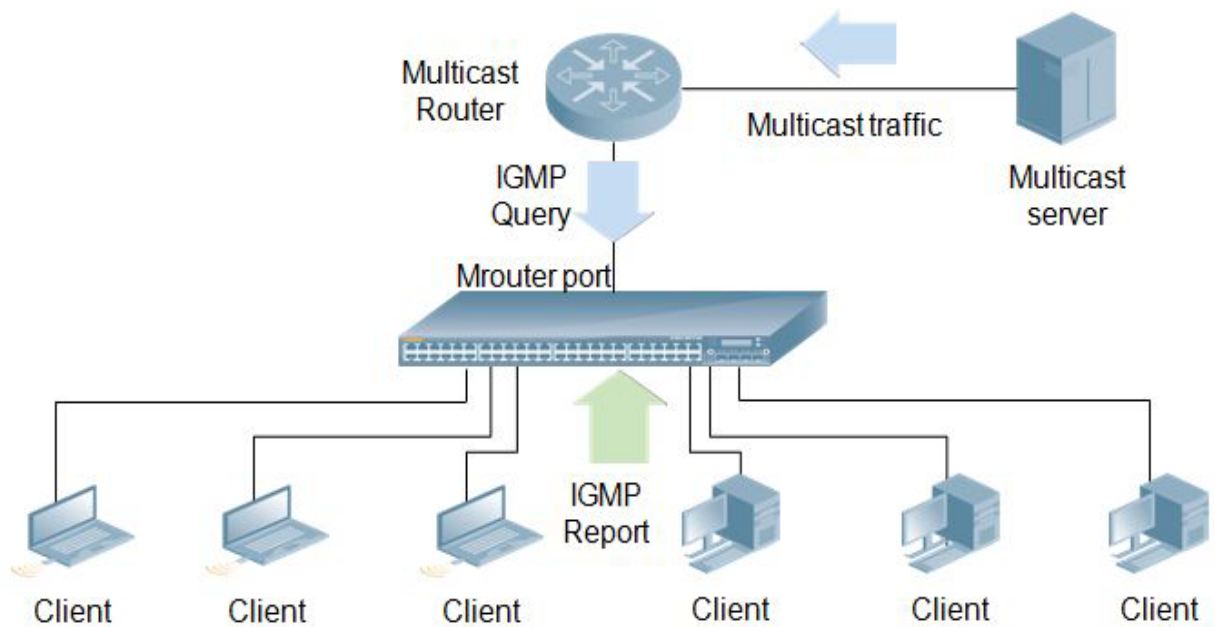 Multicast
Router
Multicast traffic
Multicast
server
IGMP
Query
Mrouter port
IGMP
Report
Client
Client
Client
Client
Client
Client